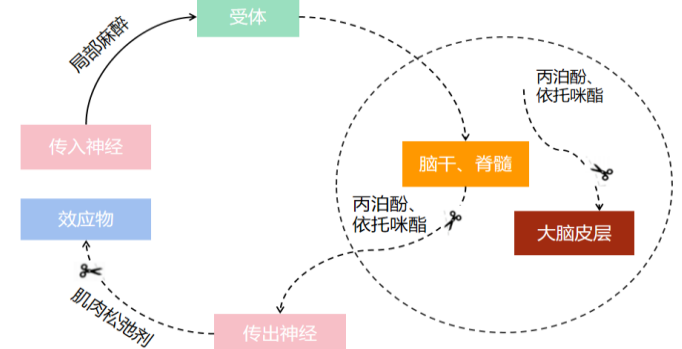 受体
局部麻醉
传入神经
丙泊酚、
依托咪酯
脑干、脊髓
效应物
丙泊酚、
依托咪酯
大脑皮层
肌肉松弛剂
传出神经